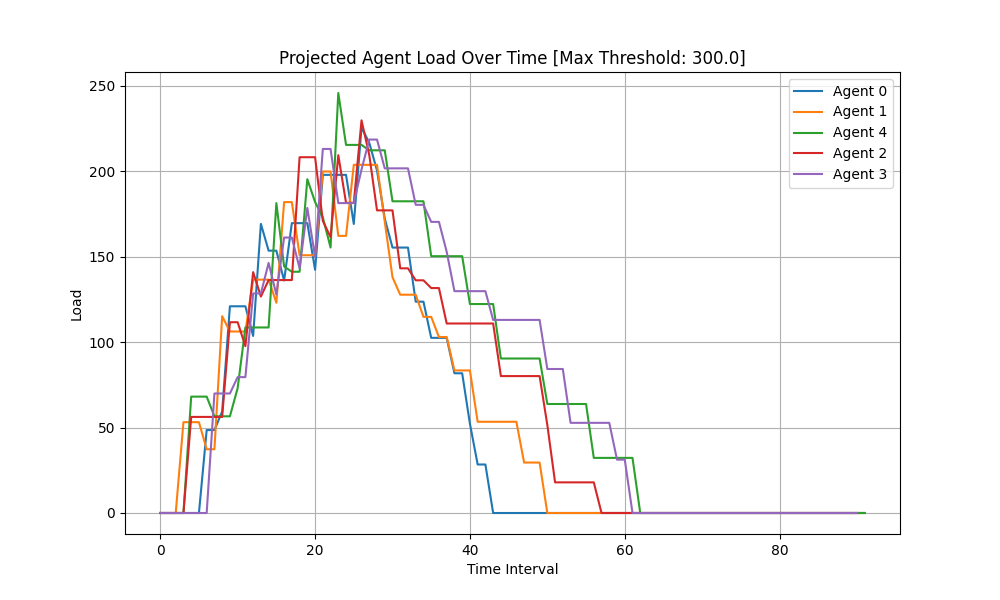 Projected Agent Load Over Time [Max Threshold: 300.0]
Load
250
200
150
100
50
0
0 20 40 60 80
Time Interval
Agent 0
Agent 1
Agent 4
Agent 2
Agent 3